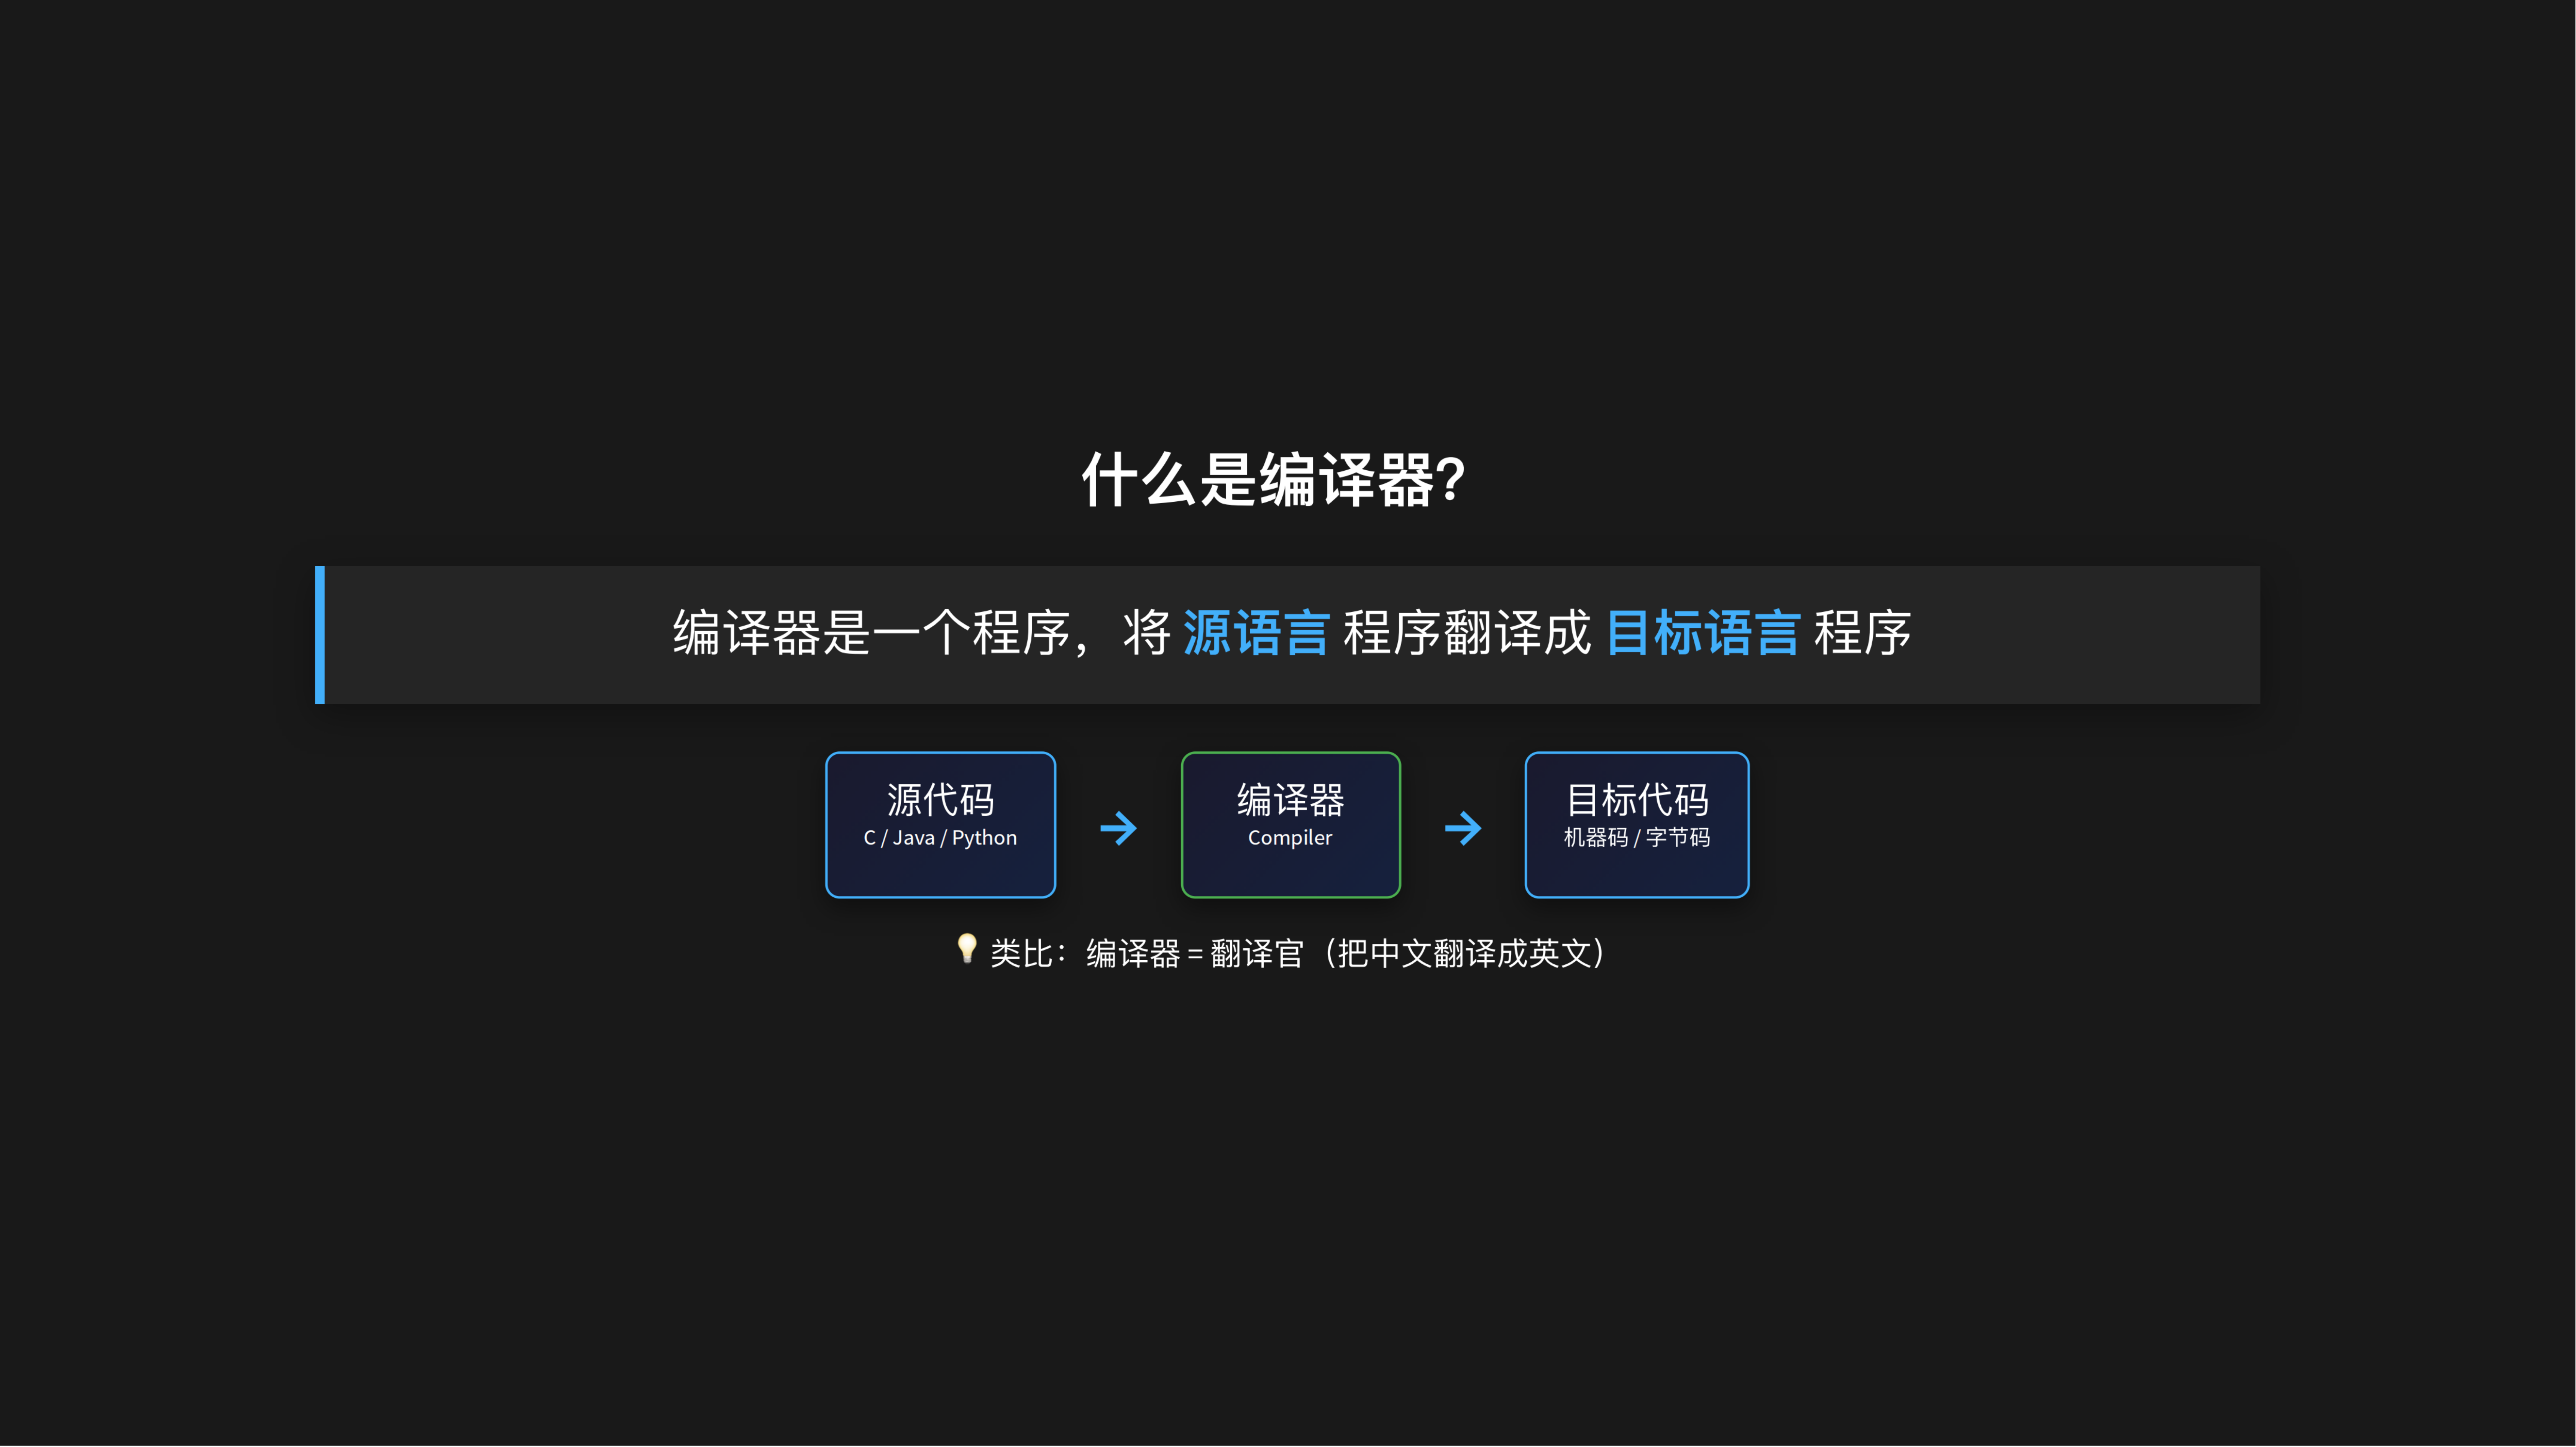 什么是编译器?
编译器是一个程序，将 源语言 程序翻译成 目标语言 程序
源代码
C / Java / Python
→
编译器
Compiler
→
目标代码
机器码 / 字节码
💡 类比：编译器 = 翻译官（把中文翻译成英文）